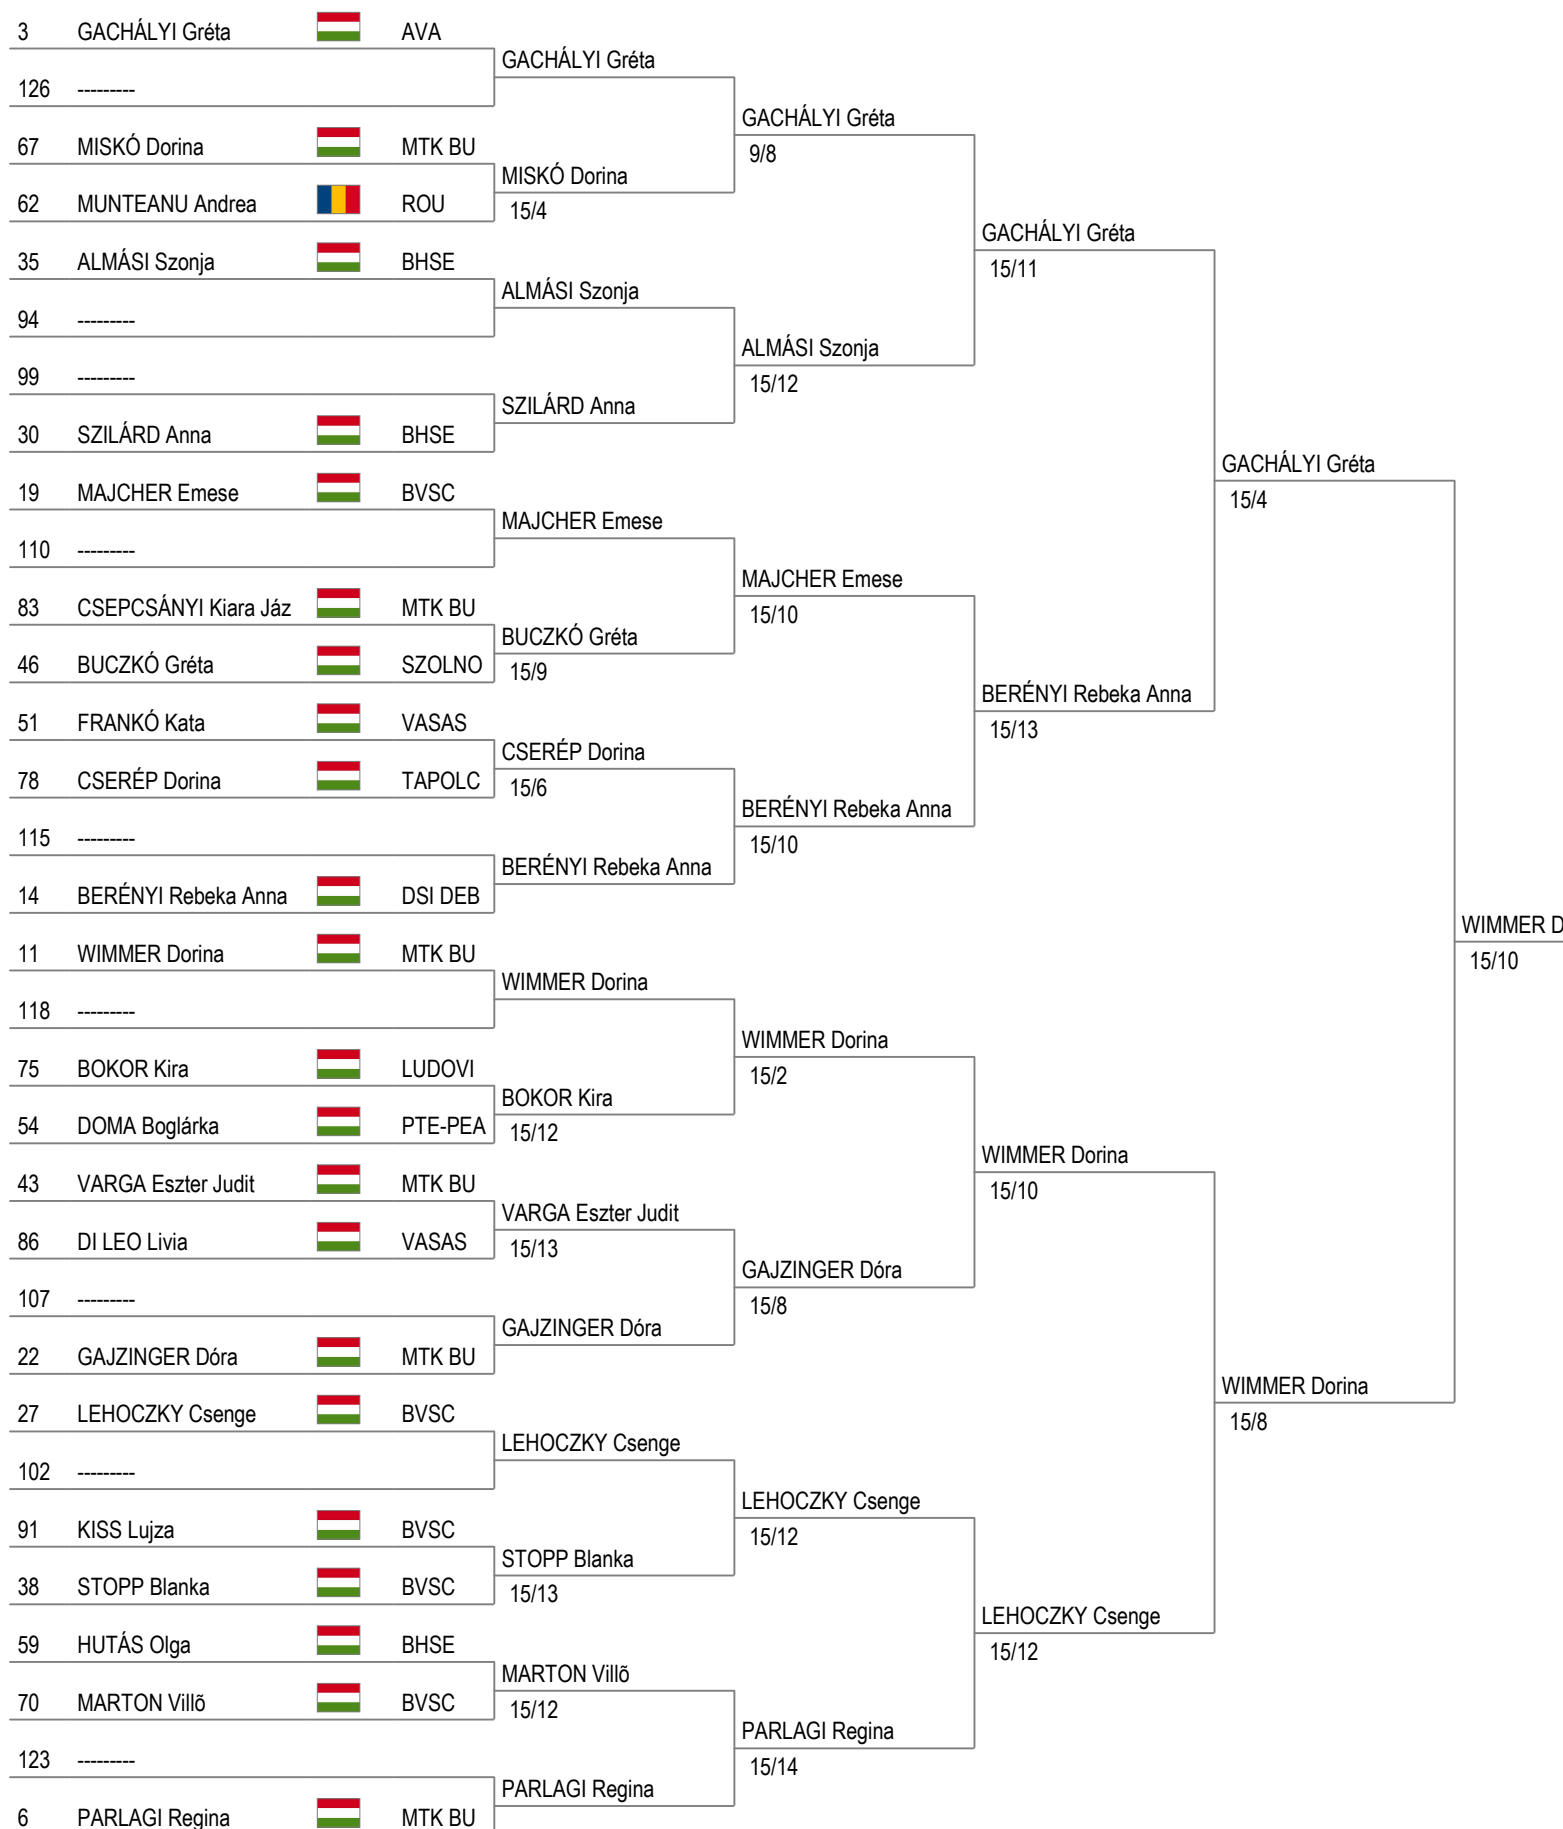 3 GACHÁLYI Gréta AVA
GACHÁLYI Gréta
126 ---------
GACHÁLYI Gréta
9/8
67 MISKÓ Dorina MTK BU
MISKÓ Dorina
15/4
62 MUNTEANU Andrea ROU
GACHÁLYI Gréta
15/11
35 ALMÁSI Szonja BHSE
ALMÁSI Szonja
94 ---------
ALMÁSI Szonja
15/12
99 ---------
SZILÁRD Anna
30 SZILÁRD Anna BHSE
GACHÁLYI Gréta
15/4
19 MAJCHER Emese BVSC
MAJCHER Emese
110 ---------
MAJCHER Emese
15/10
83 CSEPCSÁNYI Kiara Jáz MTK BU
BUCZKÓ Gréta
15/9
46 BUCZKÓ Gréta SZOLNO
BERÉNYI Rebeka Anna
15/13
51 FRANKÓ Kata VASAS
CSERÉP Dorina
15/6
78 CSERÉP Dorina TAPOLC
BERÉNYI Rebeka Anna
15/10
115 ---------
BERÉNYI Rebeka Anna
14 BERÉNYI Rebeka Anna DSI DEB
WIMMER D
15/10
11 WIMMER Dorina MTK BU
WIMMER Dorina
118 ---------
WIMMER Dorina
15/2
75 BOKOR Kira LUDOVI
BOKOR Kira
15/12
54 DOMA Boglárka PTE-PEA
WIMMER Dorina
15/10
43 VARGA Eszter Judit MTK BU
VARGA Eszter Judit
15/13
86 DI LEO Livia VASAS
GAJZINGER Dóra
15/8
107 ---------
GAJZINGER Dóra
22 GAJZINGER Dóra MTK BU
WIMMER Dorina
15/8
27 LEHOCZKY Csenge BVSC
LEHOCZKY Csenge
102 ---------
LEHOCZKY Csenge
15/12
91 KISS Lujza BVSC
STOPP Blanka
15/13
38 STOPP Blanka BVSC
LEHOCZKY Csenge
15/12
59 HUTÁS Olga BHSE
MARTON Villõ
15/12
70 MARTON Villõ BVSC
PARLAGI Regina
15/14
123 ---------
PARLAGI Regina
6 PARLAGI Regina MTK BU